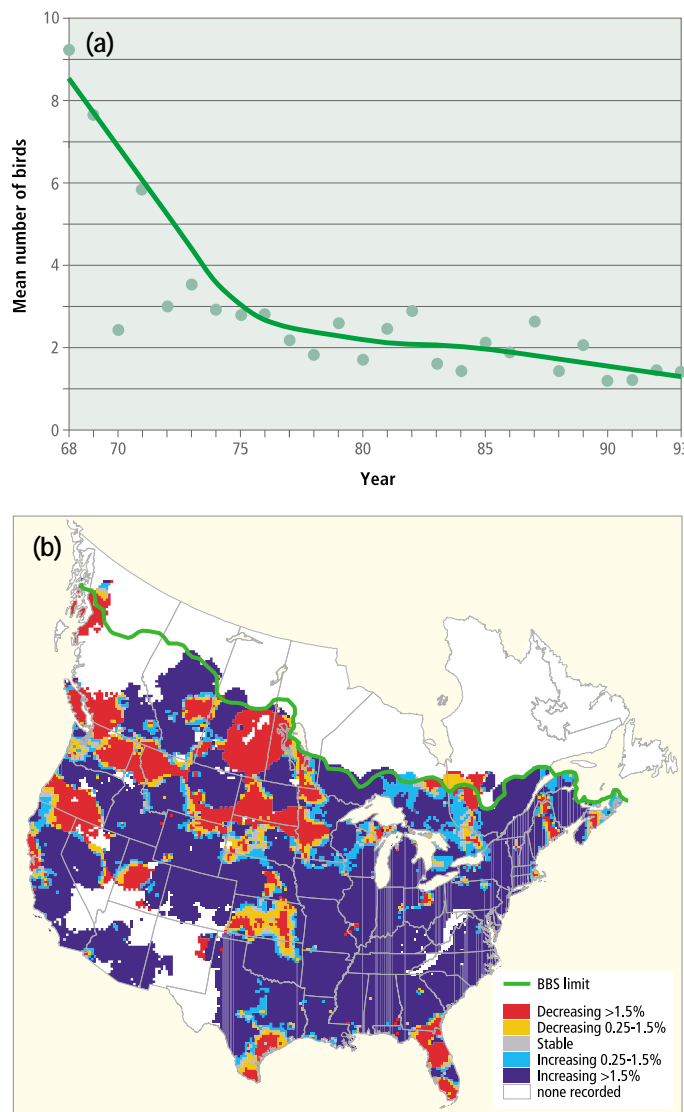 (a)
10
8
6
4
2
0
Mean number of birds
68 70 75 80 85 90 93
Year
(b)
BBS limit
Decreasing >1.5%
Decreasing 0.25-1.5%
Stable
Increasing 0.25-1.5%
Increasing >1.5%
none recorded